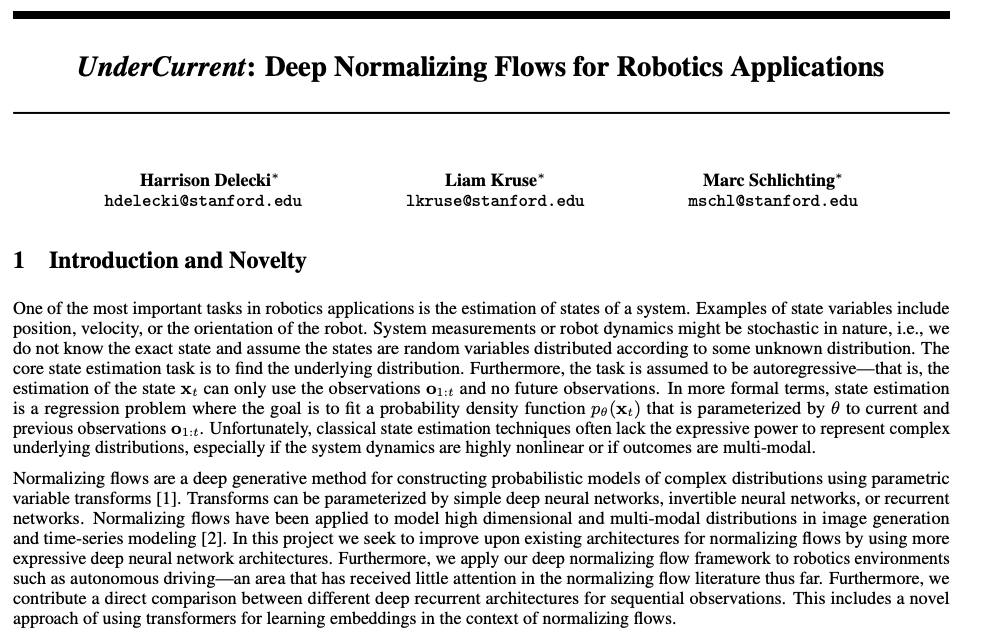 UnderCurrent: Deep Normalizing Flows for Robotics Applications
Harrison Delecki*
Liam Kruse*
Marc Schlichting*
hdelecki@stanford.edu
lkruse@stanford.edu
mschl@stanford.edu
1 Introduction and Novelty
One of the most important tasks in robotics applications is the estimation of states of a system. Examples of state variables include
position, velocity, or the orientation of the robot. System measurements or robot dynamics might be stochastic in nature, i.e., we
do not know the exact state and assume the states are random variables distributed according to some unknown distribution. The
core state estimation task is to find the underlying distribution. Furthermore, the task is assumed to be autoregressive—that is, the
estimation of the state xₜ can only use the observations o₁:ₜ and no future observations. In more formal terms, state estimation
is a regression problem where the goal is to fit a probability density function pθ(xₜ) that is parameterized by θ to current and
previous observations o₁:ₜ. Unfortunately, classical state estimation techniques often lack the expressive power to represent complex
underlying distributions, especially if the system dynamics are highly nonlinear or if outcomes are multi-modal.
Normalizing flows are a deep generative method for constructing probabilistic models of complex distributions using parametric
variable transforms [1]. Transforms can be parameterized by simple deep neural networks, invertible neural networks, or recurrent
networks. Normalizing flows have been applied to model high dimensional and multi-modal distributions in image generation
and time-series modeling [2]. In this project we seek to improve upon existing architectures for normalizing flows by using more
expressive deep neural network architectures. Furthermore, we apply our deep normalizing flow framework to robotics environments
such as autonomous driving—an area that has received little attention in the normalizing flow literature thus far. Furthermore, we
contribute a direct comparison between different deep recurrent architectures for sequential observations. This includes a novel
approach of using transformers for learning embeddings in the context of normalizing flows.